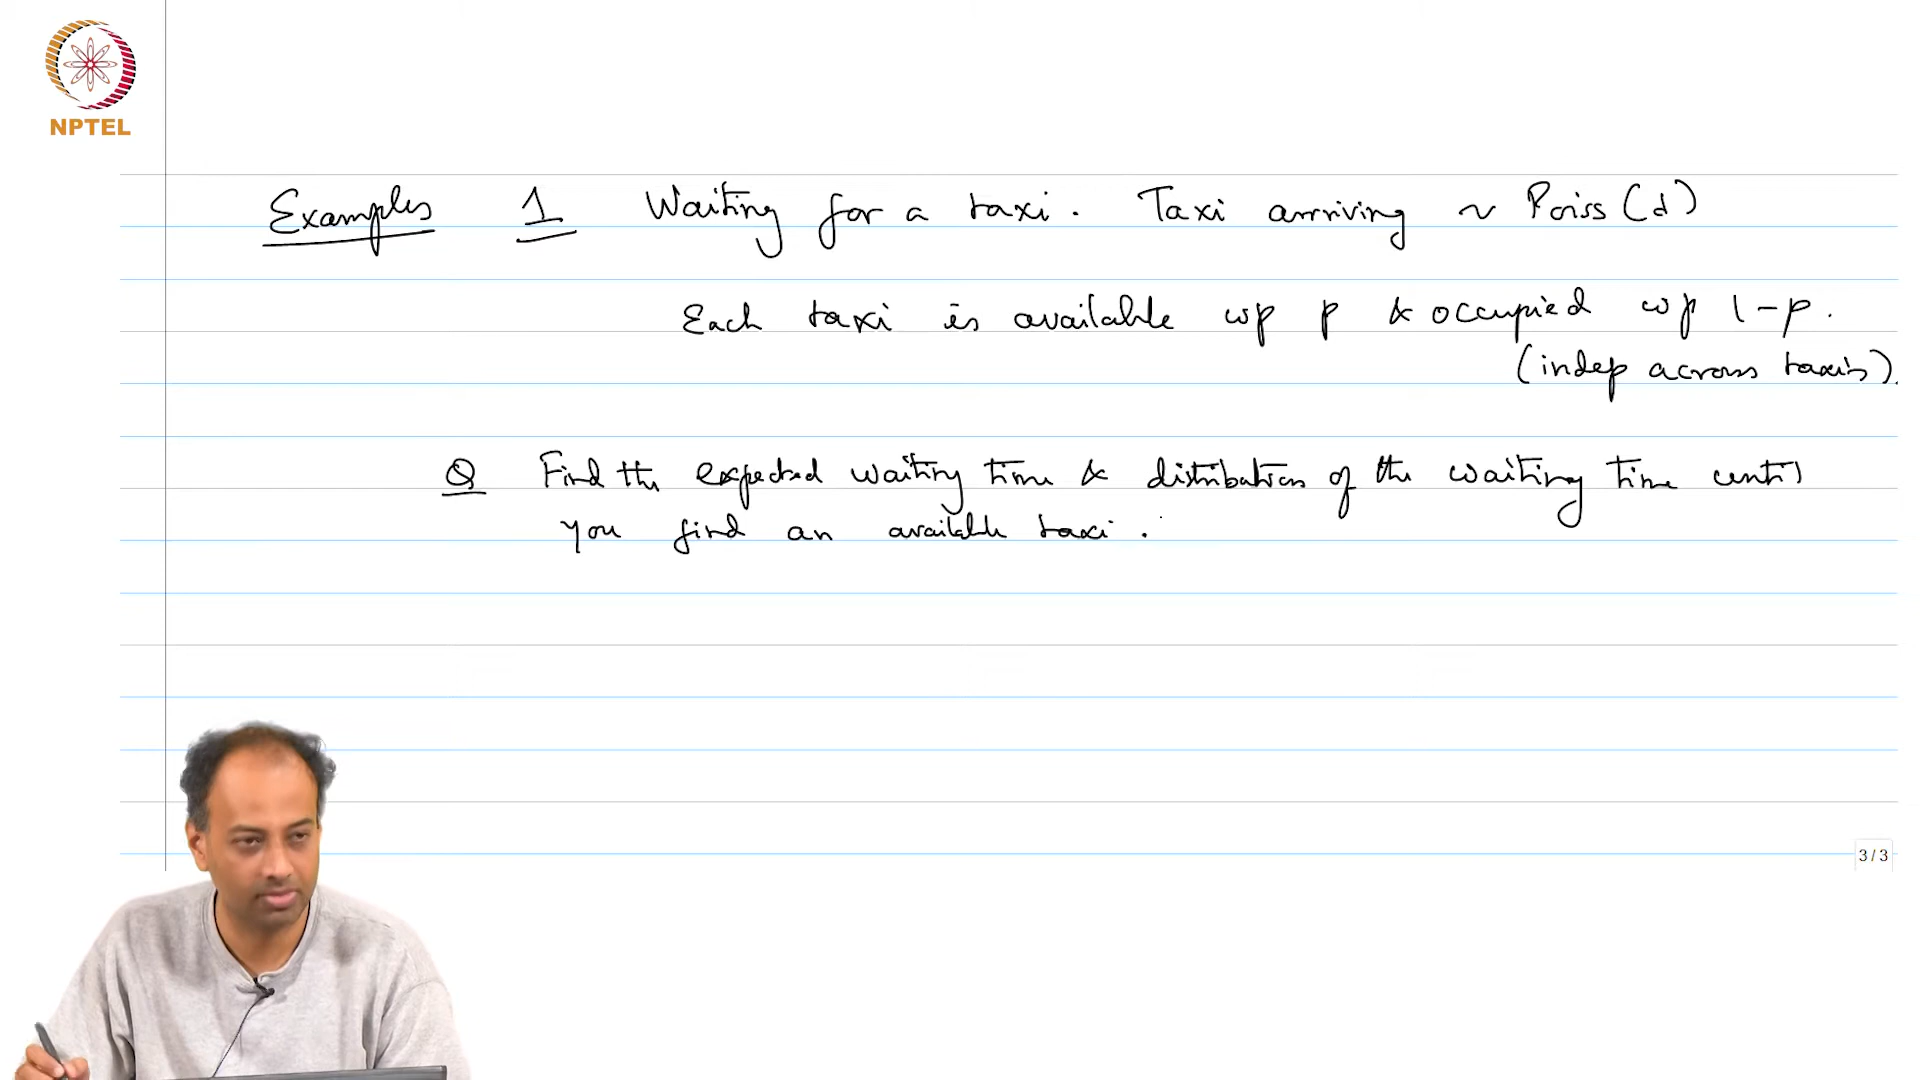 NPTEL
Examples 1 Waiting for a taxi. Taxi arriving ~ Poiss(λ)
Each taxi is available wp p & occupied wp 1-p.
(indep across taxis).
Q Find the expected waiting time & distribution of the waiting time until
you find an available taxi.
3 / 3